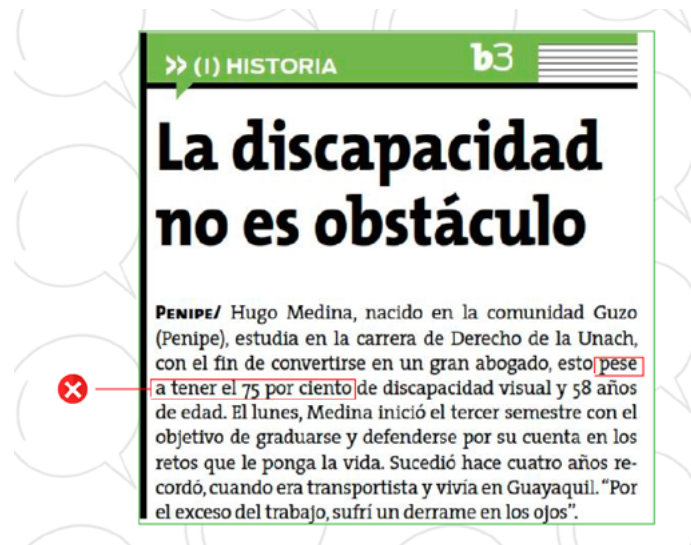 >> (I) HISTORIA b3
La discapacidad
no es obstáculo
PENIPE/ Hugo Medina, nacido en la comunidad Guzo
(Penipe), estudia en la carrera de Derecho de la Unach,
con el fin de convertirse en un gran abogado, esto pese
a tener el 75 por ciento de discapacidad visual y 58 años
de edad. El lunes, Medina inició el tercer semestre con el
objetivo de graduarse y defenderse por su cuenta en los
retos que le ponga la vida. Sucedió hace cuatro años re-
cordó, cuando era transportista y vivía en Guayaquil. “Por
el exceso del trabajo, sufrí un derrame en los ojos”.